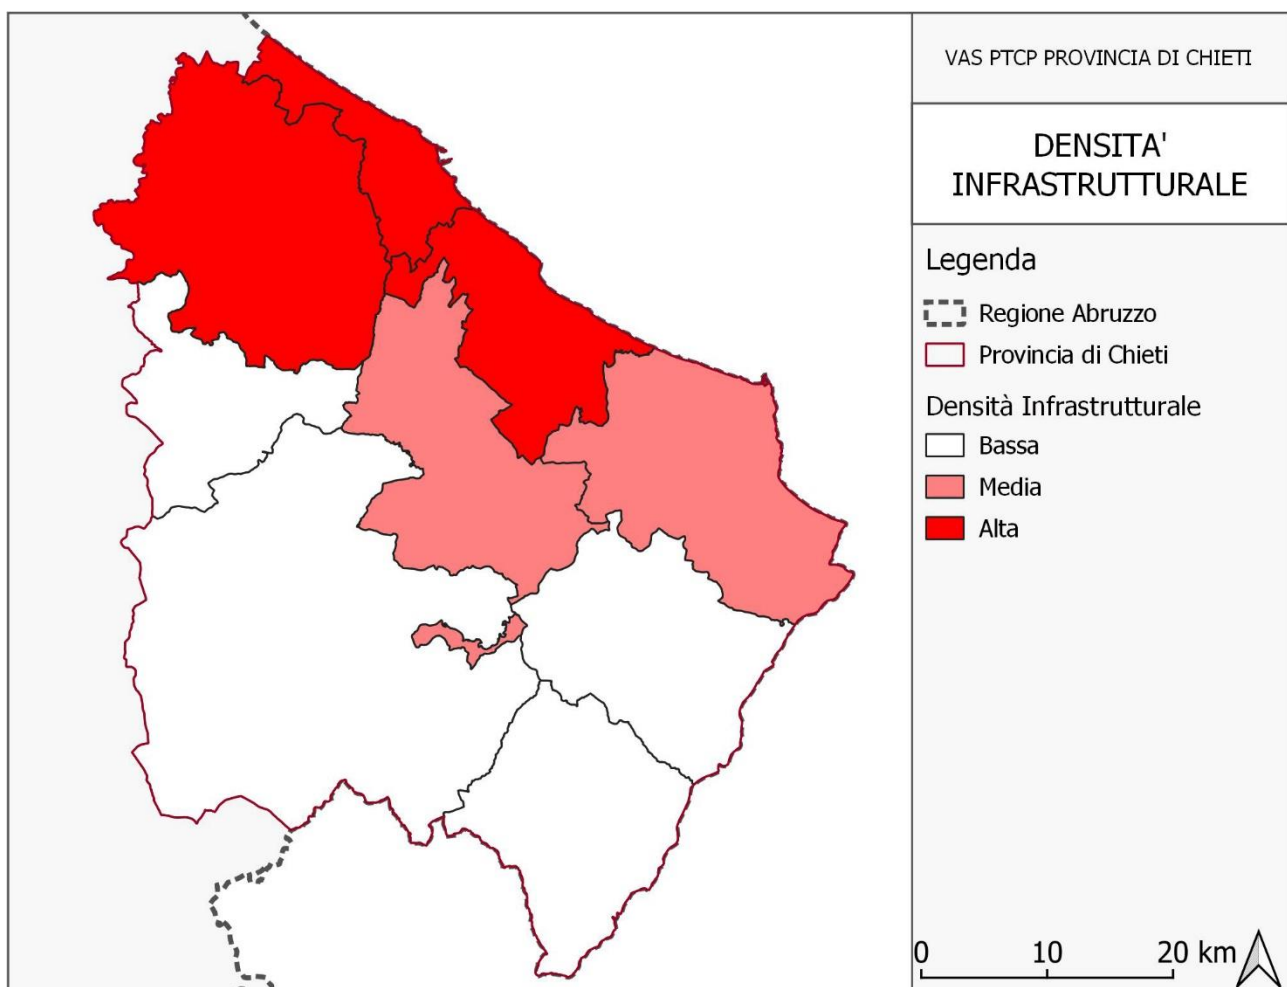 VAS PTCP PROVINCIA DI CHIETI
DENSITA'
INFRASTRUTTURALE
Legenda
Regione Abruzzo
Provincia di Chieti
Densità Infrastrutturale
Bassa
Media
Alta
0 10 20 km